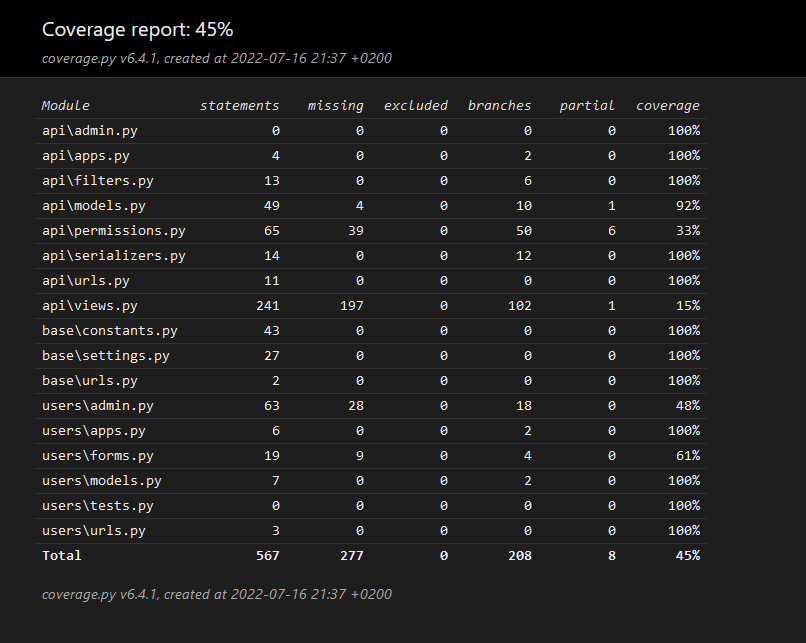 Coverage report: 45%
coverage.py v6.4.1, created at 2022-07-16 21:37 +0200
Module statements missing excluded branches partial coverage
api\admin.py 0 0 0 0 0 100%
api\apps.py 4 0 0 2 0 100%
api\filters.py 13 0 0 6 0 100%
api\models.py 49 4 0 10 1 92%
api\permissions.py 65 39 0 50 6 33%
api\serializers.py 14 0 0 12 0 100%
api\urls.py 11 0 0 0 0 100%
api\views.py 241 197 0 102 1 15%
base\constants.py 43 0 0 0 0 100%
base\settings.py 27 0 0 0 0 100%
base\urls.py 2 0 0 0 0 100%
users\admin.py 63 28 0 18 0 48%
users\apps.py 6 0 0 2 0 100%
users\forms.py 19 9 0 4 0 61%
users\models.py 7 0 0 2 0 100%
users\tests.py 0 0 0 0 0 100%
users\urls.py 3 0 0 0 0 100%
Total 567 277 0 208 8 45%
coverage.py v6.4.1, created at 2022-07-16 21:37 +0200